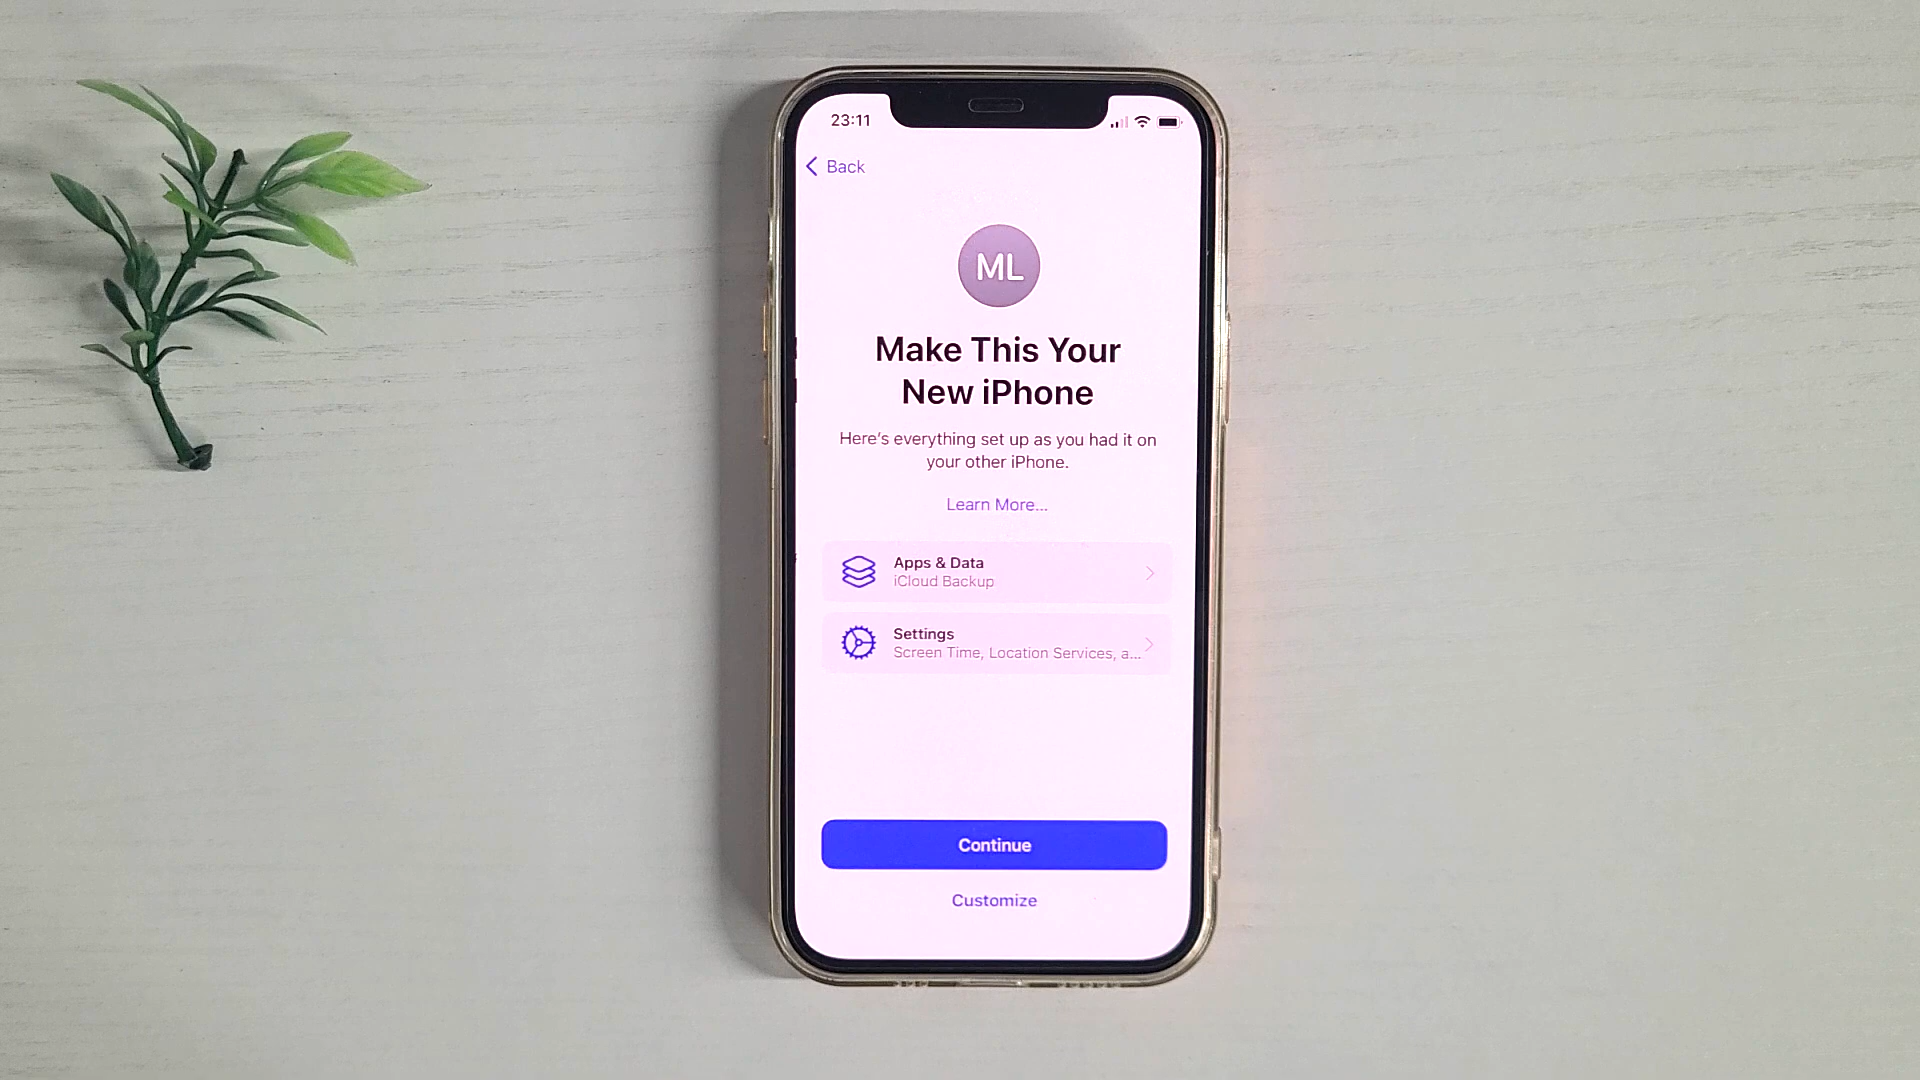 23:11
Back
ML
Make This Your
New iPhone
Here's everything set up as you had it on
your other iPhone.
Learn More...
Apps & Data
iCloud Backup
Settings
Screen Time, Location Services, a...
Continue
Customize